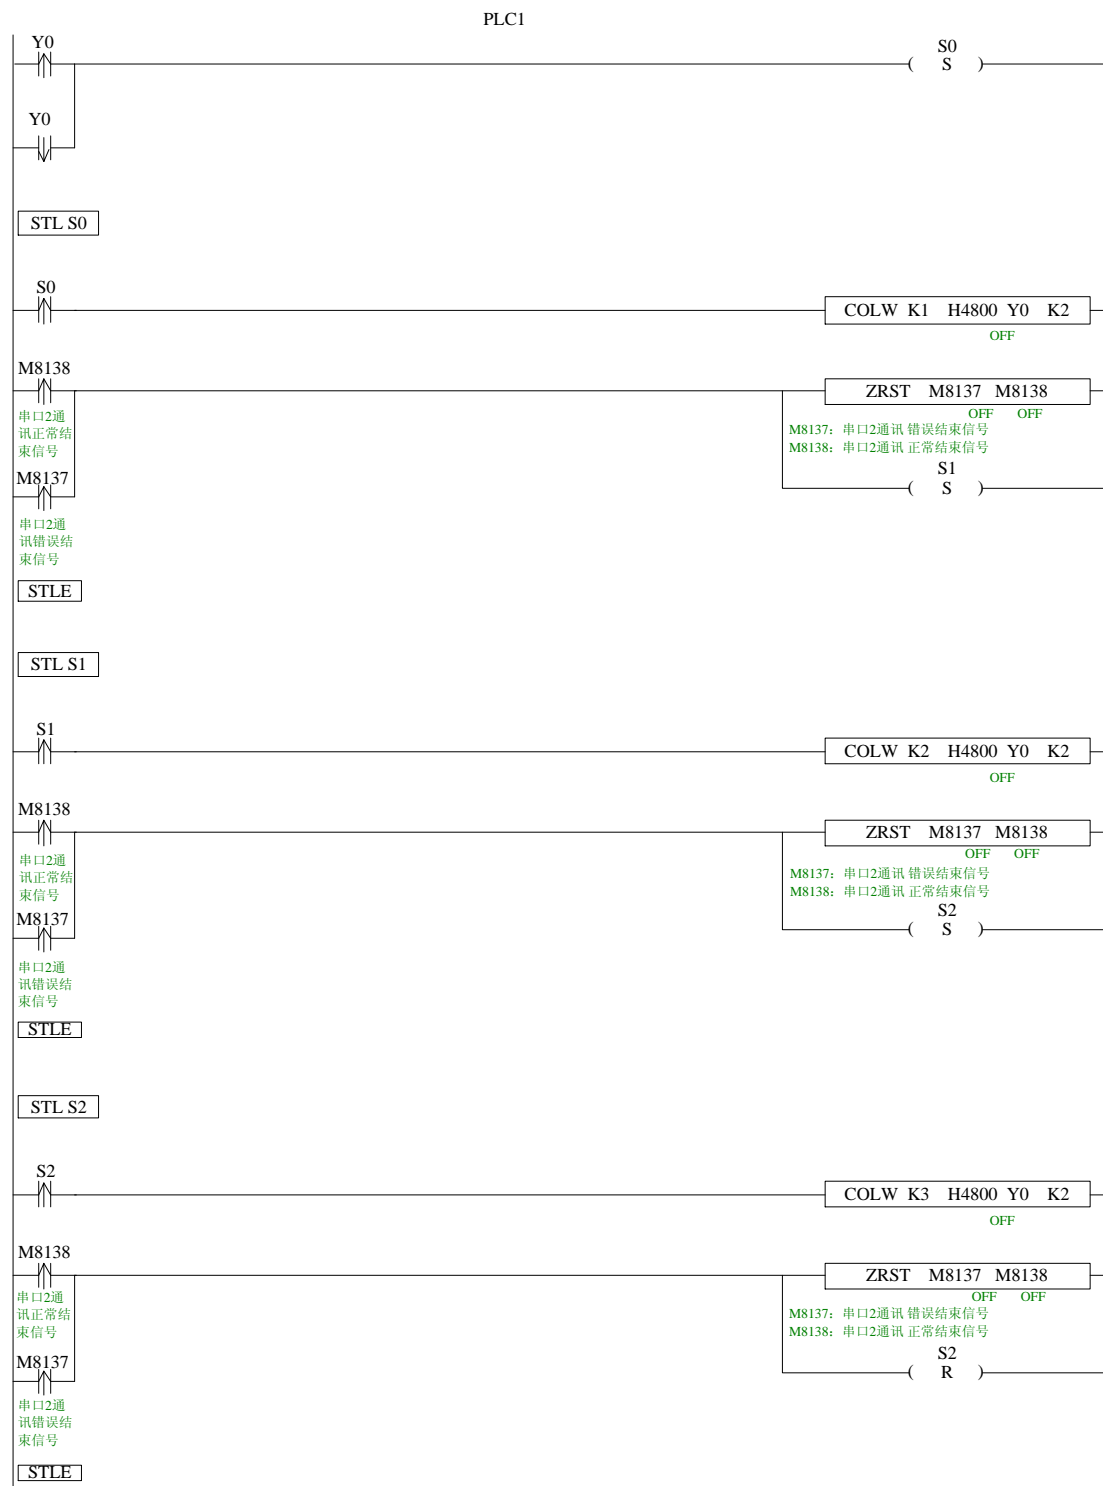 PLC1
Y0
S0
( S )
Y0
STL S0
S0
COLW K1 H4800 Y0 K2
OFF
M8138
ZRST M8137 M8138
OFF OFF
串口2通
讯正常结
束信号
M8137：串口2通讯 错误结束信号
M8138：串口2通讯 正常结束信号
M8137
S1
( S )
串口2通
讯错误结
束信号
STLE
STL S1
S1
COLW K2 H4800 Y0 K2
OFF
M8138
ZRST M8137 M8138
OFF OFF
串口2通
讯正常结
束信号
M8137：串口2通讯 错误结束信号
M8138：串口2通讯 正常结束信号
M8137
S2
( S )
串口2通
讯错误结
束信号
STLE
STL S2
S2
COLW K3 H4800 Y0 K2
OFF
M8138
ZRST M8137 M8138
OFF OFF
串口2通
讯正常结
束信号
M8137：串口2通讯 错误结束信号
M8138：串口2通讯 正常结束信号
M8137
S2
( R )
串口2通
讯错误结
束信号
STLE